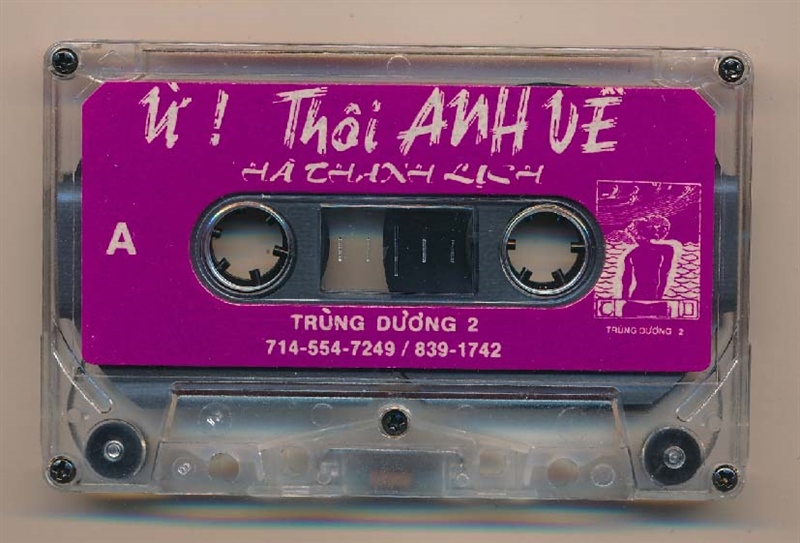 Ừ! Thôi ANH VỀ
HÀ THANH LỊCH
A
TRÙNG DƯƠNG 2
TRÙNG DƯƠNG 2
714-554-7249 / 839-1742